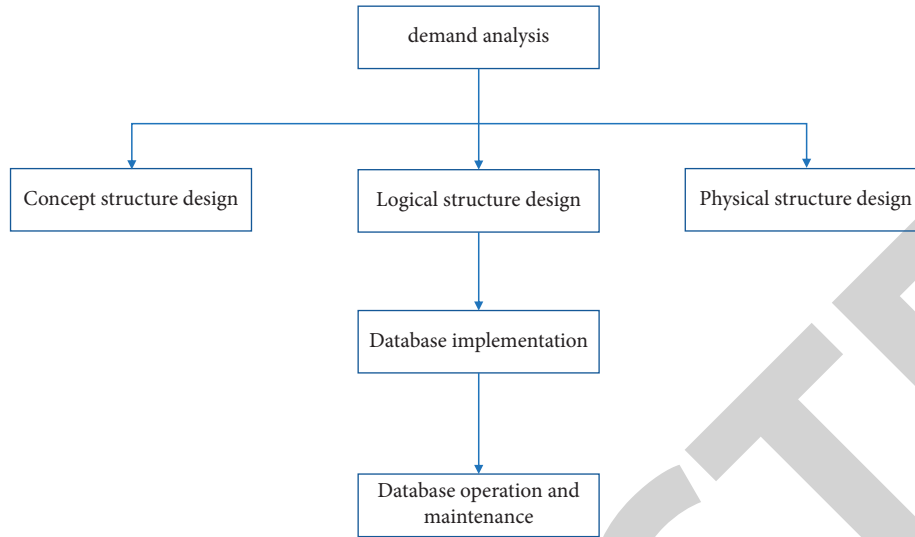 demand analysis
Concept structure design
Logical structure design
Physical structure design
Database implementation
Database operation and
maintenance